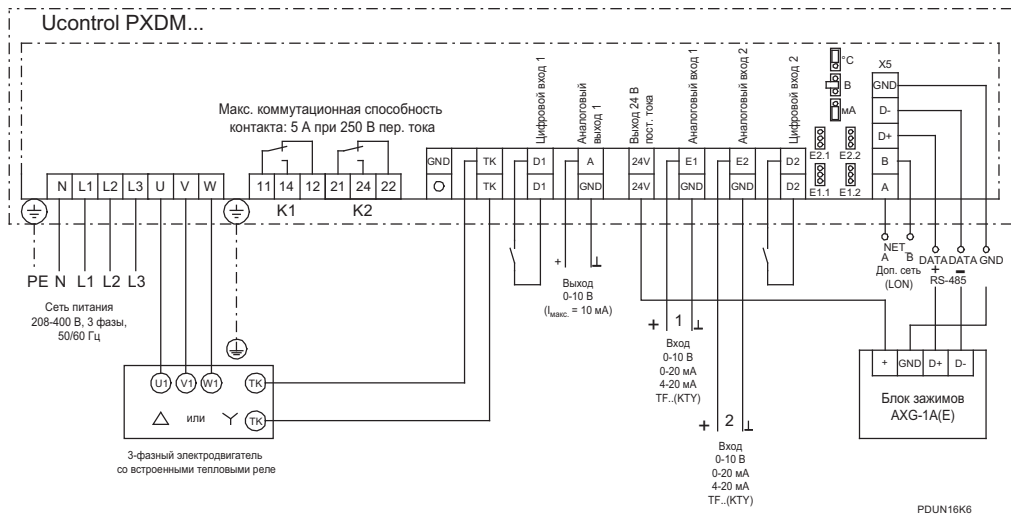 Ucontrol PXDM...
Макс. коммутационная способность
контакта: 5 А при 250 В пер. тока
Цифровой вход 1
Аналоговый
выход 1
Выход 24 В
пост. тока
Аналоговый вход 1
Аналоговый вход 2
Цифровой вход 2
°C
B
мА
E2.1 E2.2
E1.1 E1.2
X5
GND
D-
D+
B
A
N L1 L2 L3 U V W
11 14 12 21 24 22
K1 K2
GND TK D1 A 24V E1 E2 D2
TK D1 GND 24V GND GND D2
PE N L1 L2 L3
Сеть питания
208-400 В, 3 фазы,
50/60 Гц
+ ⊥
Выход
0-10 В
(Iмакс. = 10 мА)
+ 1 ⊥
Вход
0-10 В
0-20 мА
4-20 мА
TF..(KTY)
+ 2 ⊥
Вход
0-10 В
0-20 мА
4-20 мА
TF..(KTY)
NET
A B
Доп. сеть
(LON)
DATA DATA GND
+ −
RS-485
+ GND D+ D-
Блок зажимов
AXG-1A(E)
U1 V1 W1 TK
△ или Y TK
3-фазный электродвигатель
со встроенными тепловыми реле
PDUN16K6